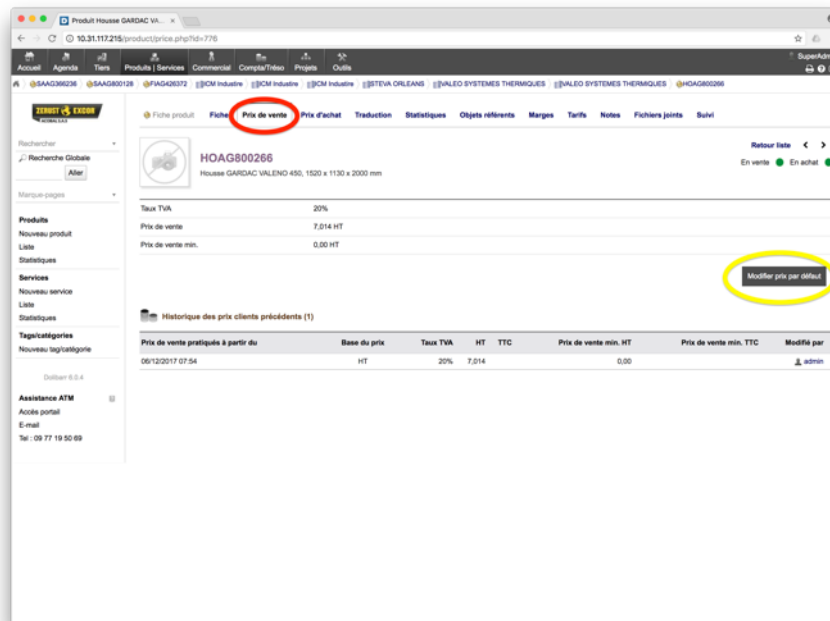 Produit Housse GARDAC VA...
10.31.117.215/product/price.php?id=776
Accueil Agenda Tiers Produits | Services Commercial Compta/Tréso Projets Outils
SuperAdm
SAAG366236 SAAG800128 FIAG426372 ICM Industire ICM Industire ICM Industire STEVA ORLEANS VALEO SYSTEMES THERMIQUES VALEO SYSTEMES THERMIQUES HOAG800266
ZERUST EXCOR
Fiche produit Fiche Prix de vente Prix d'achat Traduction Statistiques Objets référents Marges Tarifs Notes Fichiers joints Suivi
Rechercher
Recherche Globale
Aller
Marque-pages
Produits
Nouveau produit
Liste
Statistiques
Services
Nouveau service
Liste
Statistiques
Tags/catégories
Nouveau tag/catégorie
Dolibarr 6.0.4
Assistance ATM
Accès portail
E-mail
Tel : 09 77 19 50 69
HOAG800266
Housse GARDAC VALENO 450, 1520 x 1130 x 2000 mm
Retour liste < >
En vente En achat
Taux TVA 20%
Prix de vente 7,014 HT
Prix de vente min. 0,00 HT
Modifier prix par défaut
Historique des prix clients précédents (1)
Prix de vente pratiqués à partir du Base du prix Taux TVA HT TTC Prix de vente min. HT Prix de vente min. TTC Modifié par
06/12/2017 07:54 HT 20% 7,014 0,00 admin